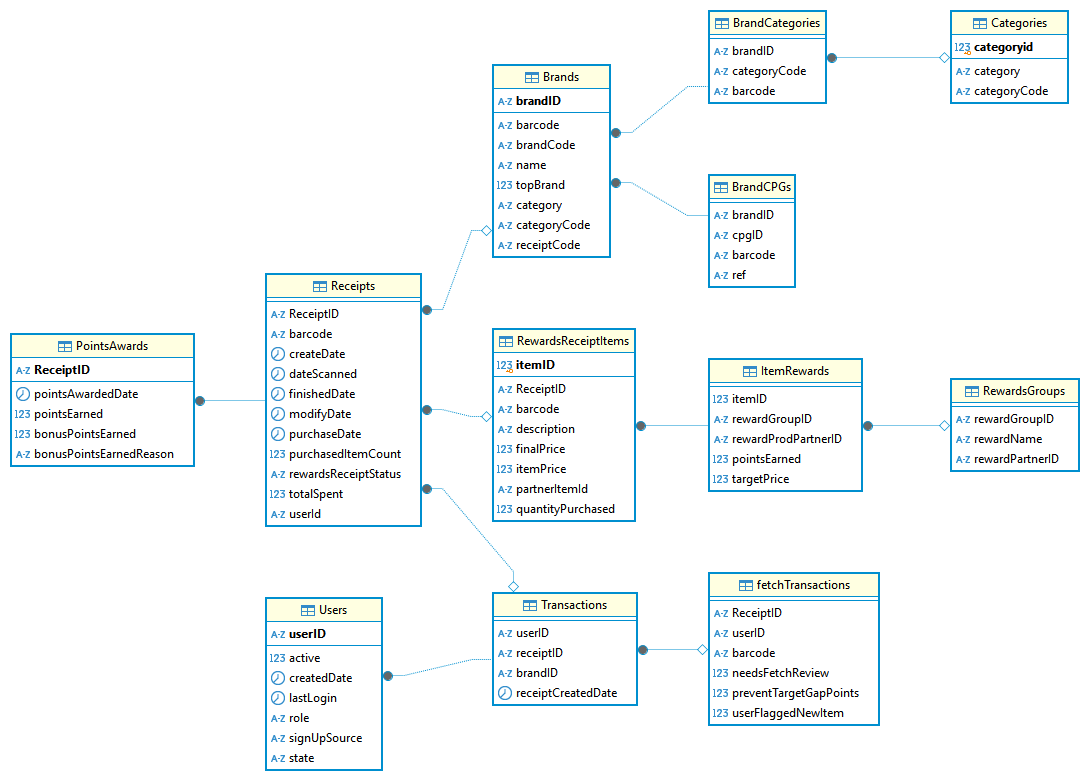 BrandCategories
A-Z brandID
A-Z categoryCode
A-Z barcode
Categories
123 categoryid
A-Z category
A-Z categoryCode
Brands
A-Z brandID
A-Z barcode
A-Z brandCode
A-Z name
123 topBrand
A-Z category
A-Z categoryCode
A-Z receiptCode
BrandCPGs
A-Z brandID
A-Z cpgID
A-Z barcode
A-Z ref
Receipts
A-Z ReceiptID
A-Z barcode
createDate
dateScanned
finishedDate
modifyDate
purchaseDate
123 purchasedItemCount
A-Z rewardsReceiptStatus
123 totalSpent
A-Z userId
PointsAwards
A-Z ReceiptID
pointsAwardedDate
123 pointsEarned
123 bonusPointsEarned
A-Z bonusPointsEarnedReason
RewardsReceiptItems
123 itemID
A-Z ReceiptID
A-Z barcode
A-Z description
123 finalPrice
123 itemPrice
A-Z partnerItemId
123 quantityPurchased
ItemRewards
123 itemID
A-Z rewardGroupID
A-Z rewardProdPartnerID
123 pointsEarned
123 targetPrice
RewardsGroups
A-Z rewardGroupID
A-Z rewardName
A-Z rewardPartnerID
Users
A-Z userID
123 active
createdDate
lastLogin
A-Z role
A-Z signUpSource
A-Z state
Transactions
A-Z userID
A-Z receiptID
A-Z brandID
receiptCreatedDate
fetchTransactions
A-Z ReceiptID
A-Z userID
A-Z barcode
123 needsFetchReview
123 preventTargetGapPoints
123 userFlaggedNewItem